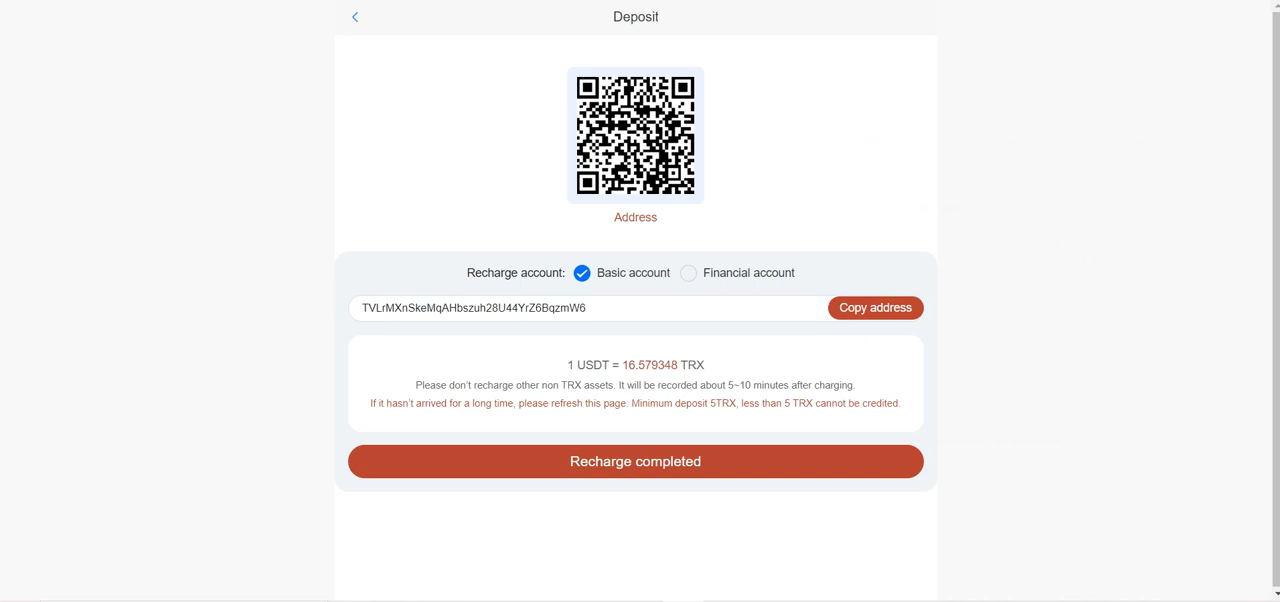 Deposit
Address
Recharge account: Basic account Financial account
TVLrMXnSkeMqAHbszuh28U44YrZ6BqzmW6 Copy address
1 USDT = 16.579348 TRX
Please don't recharge other non TRX assets. It will be recorded about 5~10 minutes after charging.
If it hasn't arrived for a long time, please refresh this page. Minimum deposit 5TRX, less than 5 TRX cannot be credited.
Recharge completed